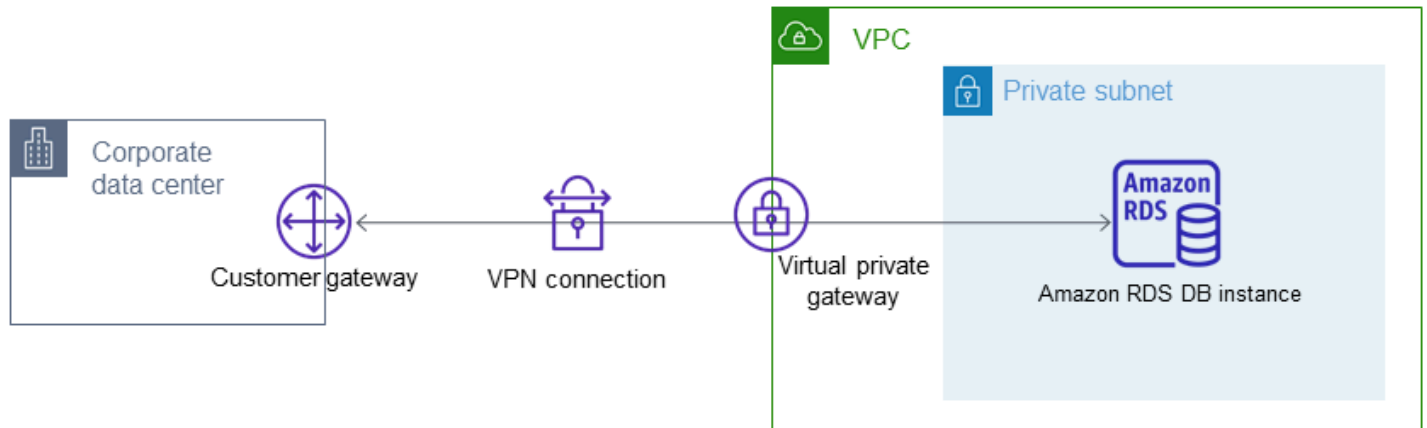 VPC
Private subnet
Corporate
data center
Amazon
RDS
Customer gateway
VPN connection
Virtual private
gateway
Amazon RDS DB instance